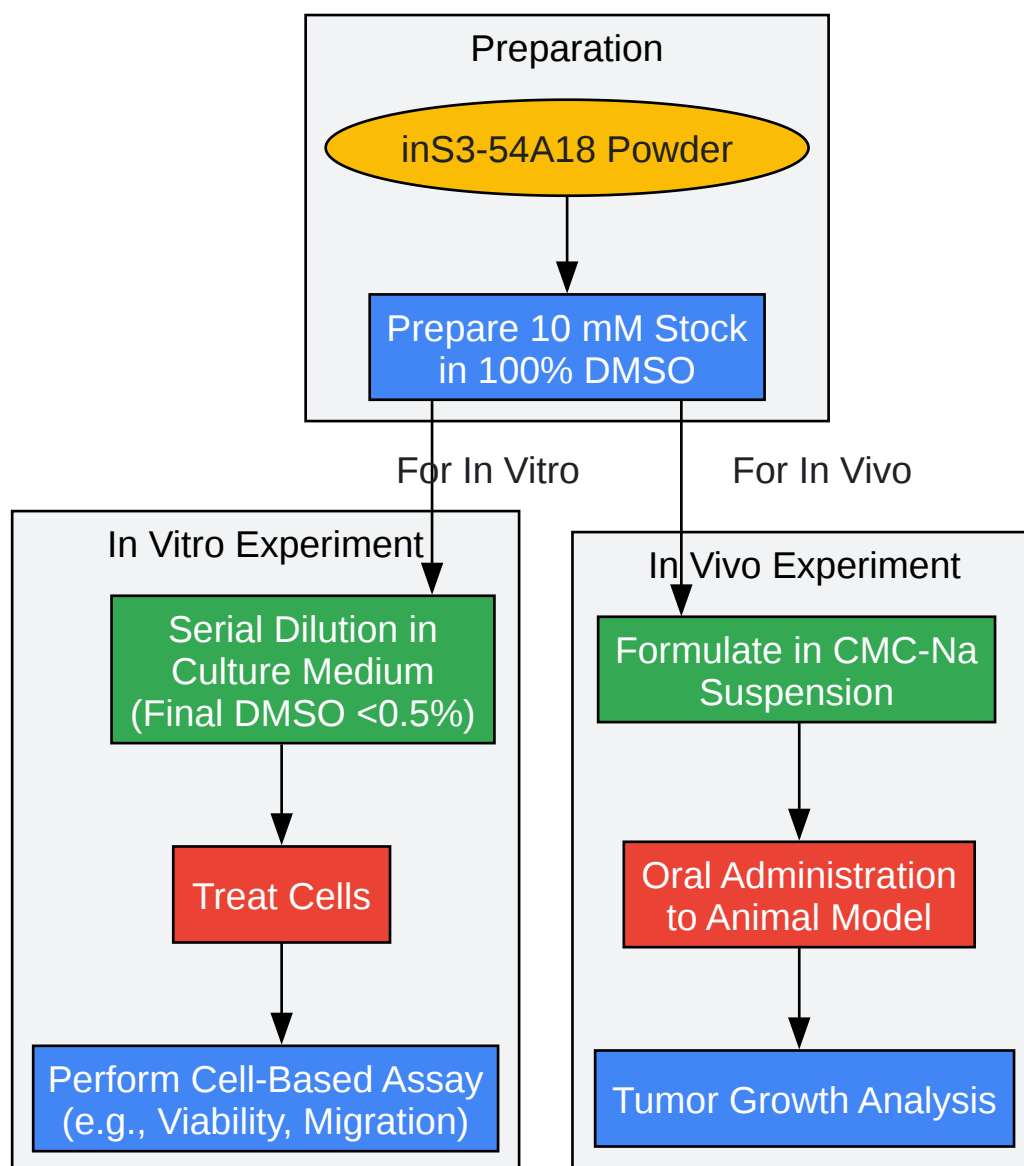 Preparation
inS3-54A18 Powder
Prepare 10 mM Stock
in 100% DMSO
For In Vitro
For In Vivo
In Vitro Experiment
Serial Dilution in
Culture Medium
(Final DMSO <0.5%)
Treat Cells
Perform Cell-Based Assay
(e.g., Viability, Migration)
In Vivo Experiment
Formulate in CMC-Na
Suspension
Oral Administration
to Animal Model
Tumor Growth Analysis